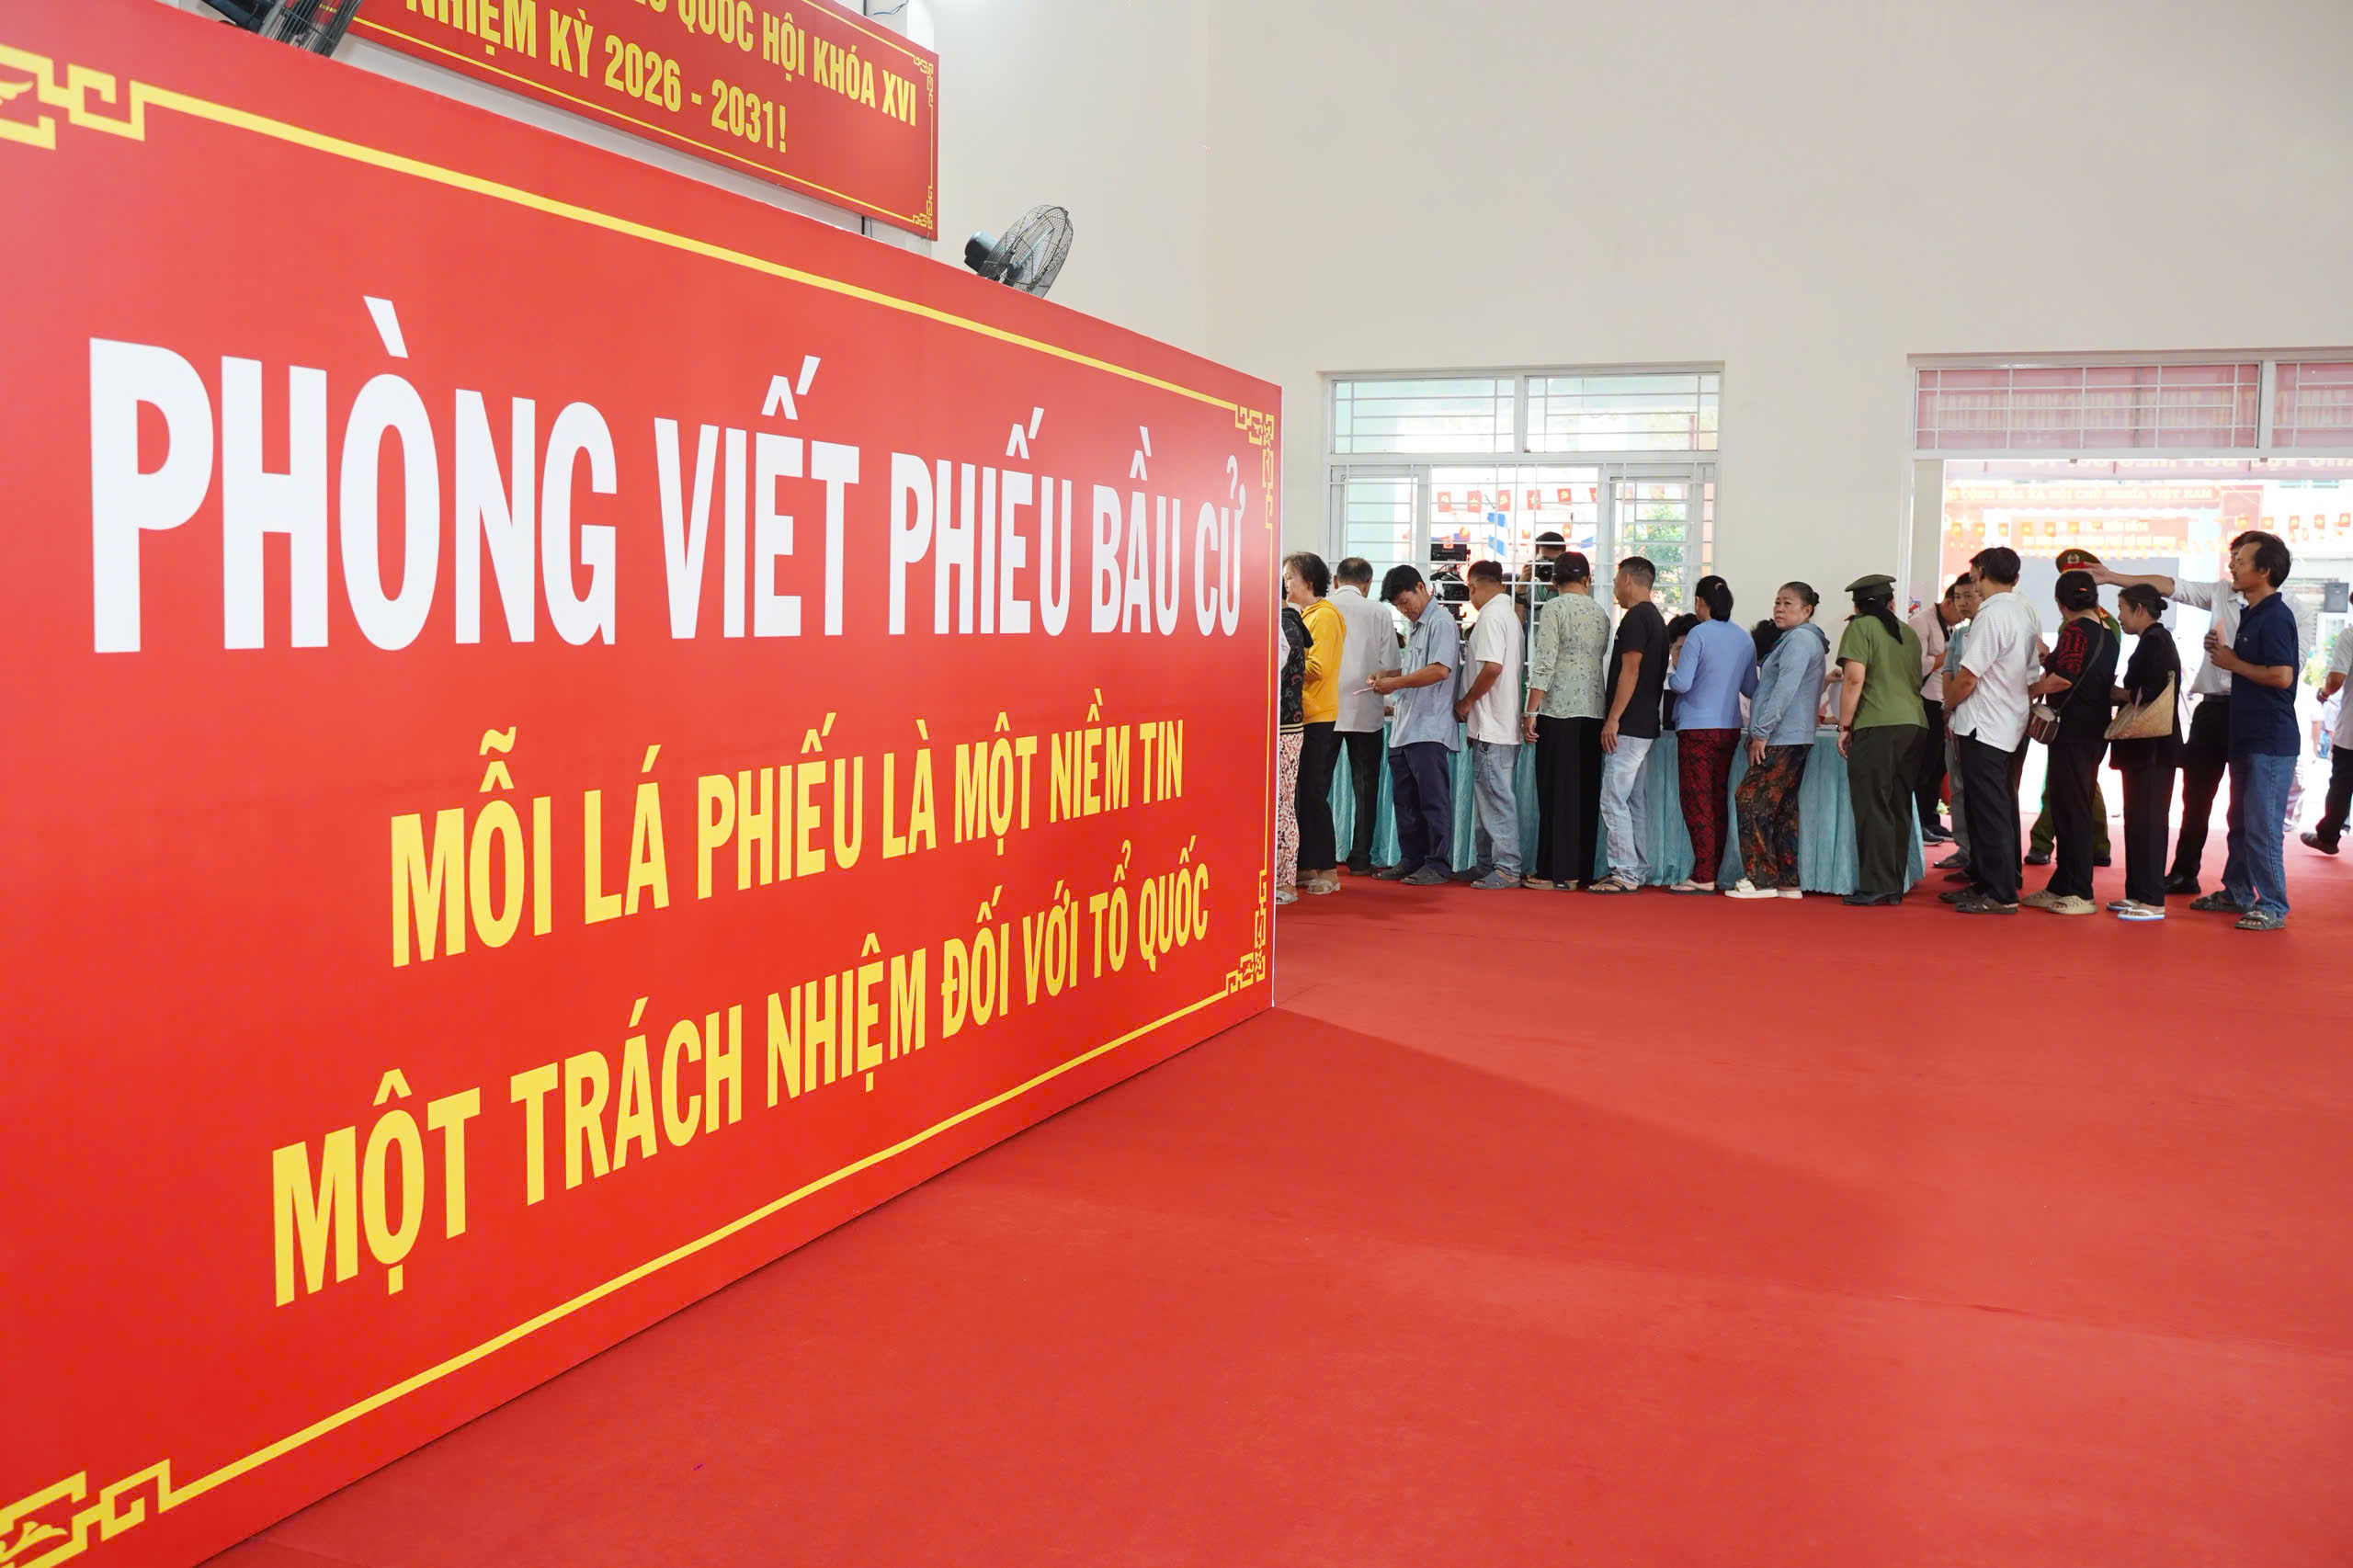 QUỐC HỘI KHÓA XVI
NHIỆM KỲ 2026 - 2031!
PHÒNG VIẾT PHIẾU BẦU CỬ
MỖI LÁ PHIẾU LÀ MỘT NIỀM TIN
MỘT TRÁCH NHIỆM ĐỐI VỚI TỔ QUỐC